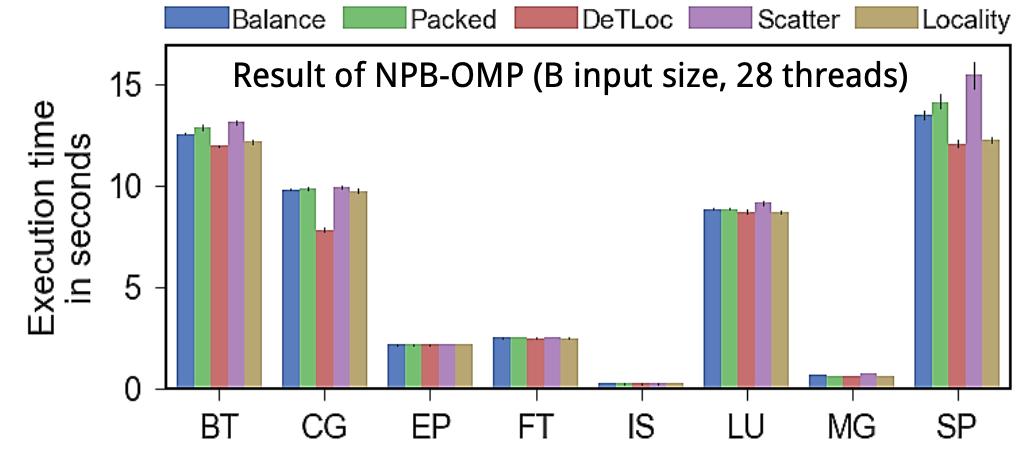 Balance Packed DeTLoc Scatter Locality
Result of NPB-OMP (B input size, 28 threads)
Execution time
in seconds
15
10
5
0
BT CG EP FT IS LU MG SP